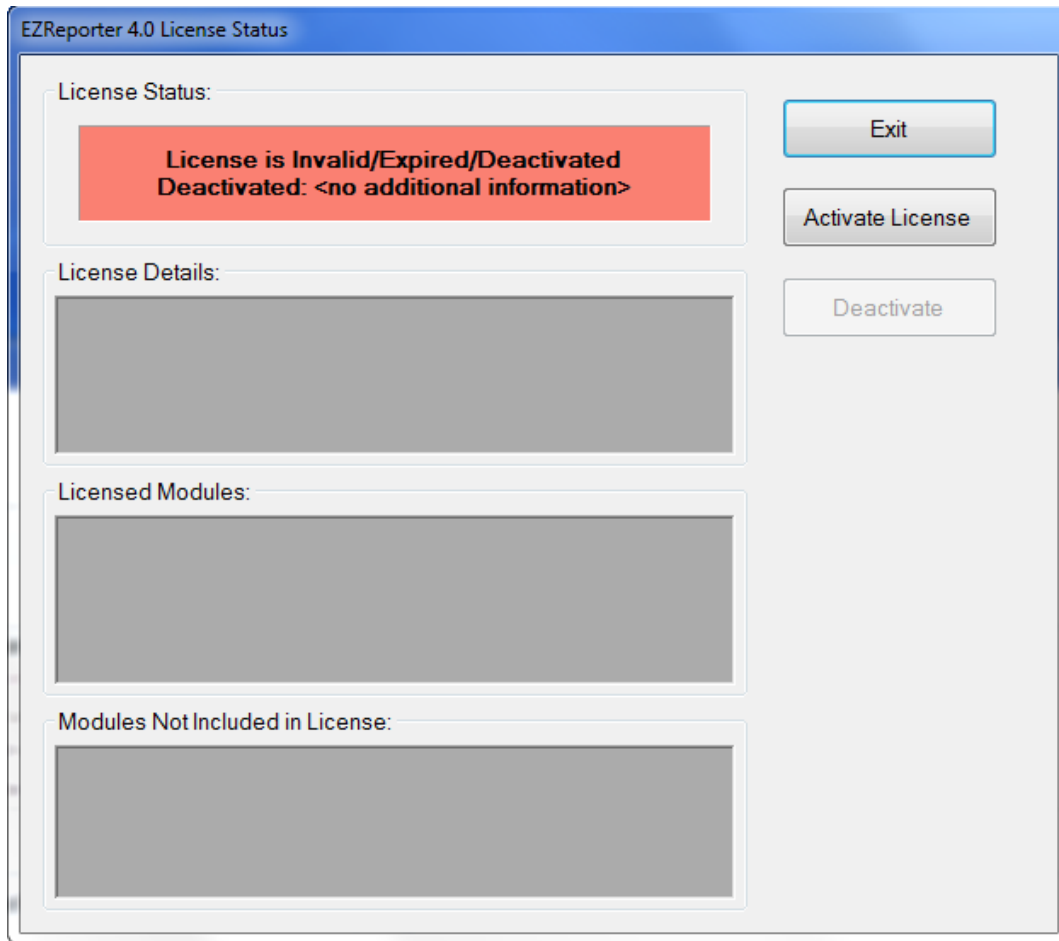 EZReporter 4.0 License Status
License Status:
License is Invalid/Expired/Deactivated
Deactivated: <no additional information>
Exit
Activate License
Deactivate
License Details:
Licensed Modules:
Modules Not Included in License: